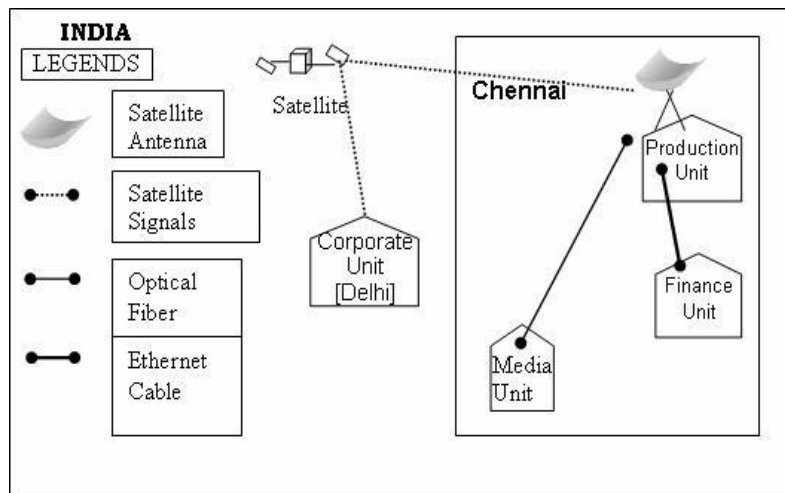 INDIA
LEGENDS
Satellite
Antenna
Satellite
Signals
Optical
Fiber
Ethernet
Cable
Satellite
Corporate
Unit
[Delhi]
Chennai
Production
Unit
Finance
Unit
Media
Unit